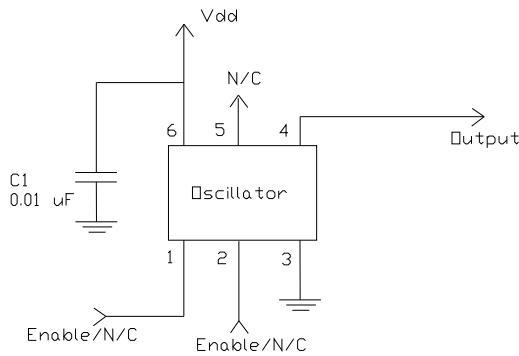 Vdd
N/C
6
5
4
Output
C1
0.01 uF
Oscillator
1
2
3
Enable/N/C
Enable/N/C